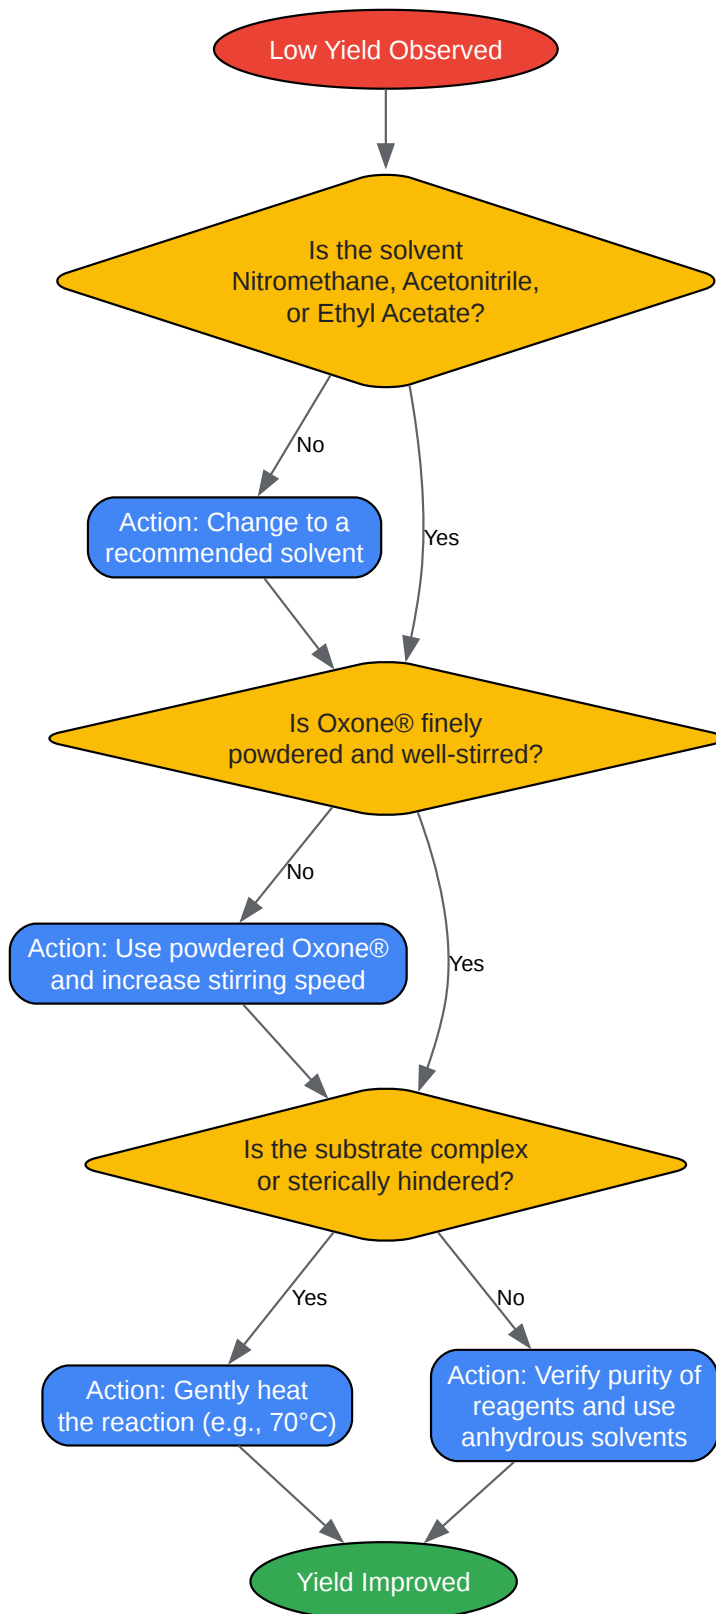 Low Yield Observed
Is the solvent
Nitromethane, Acetonitrile,
or Ethyl Acetate?
No
Action: Change to a
recommended solvent
Yes
Is Oxone® finely
powdered and well-stirred?
No
Action: Use powdered Oxone®
and increase stirring speed
Yes
Is the substrate complex
or sterically hindered?
Yes
No
Action: Gently heat
the reaction (e.g., 70°C)
Action: Verify purity of
reagents and use
anhydrous solvents
Yield Improved